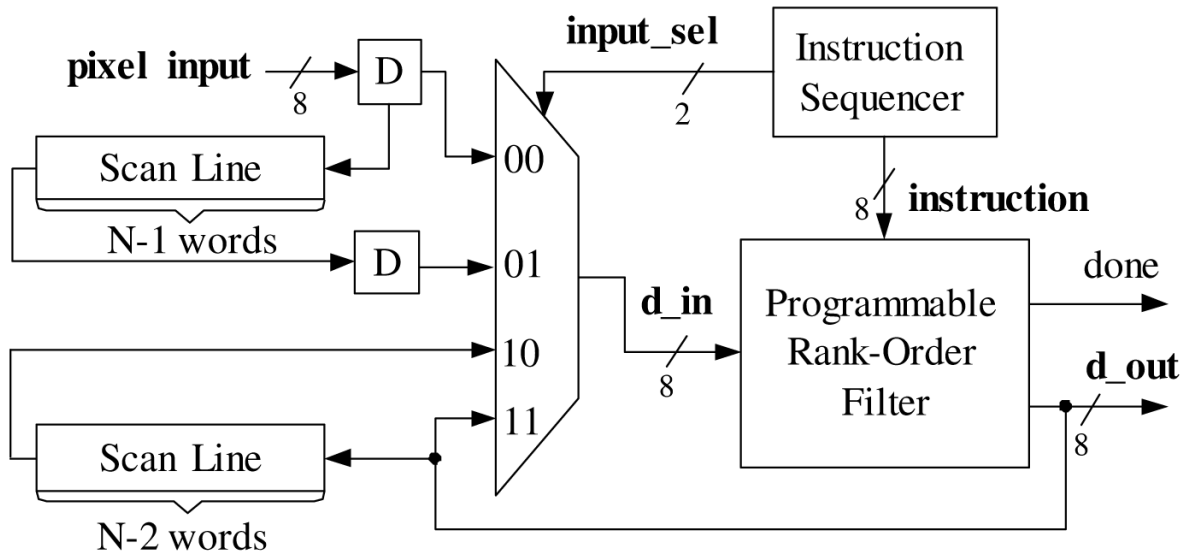 pixel input
8
D
input_sel
2
Instruction
Sequencer
Scan Line
N-1 words
D
00
01
10
11
8
instruction
d_in
8
Programmable
Rank-Order
Filter
done
d_out
8
Scan Line
N-2 words